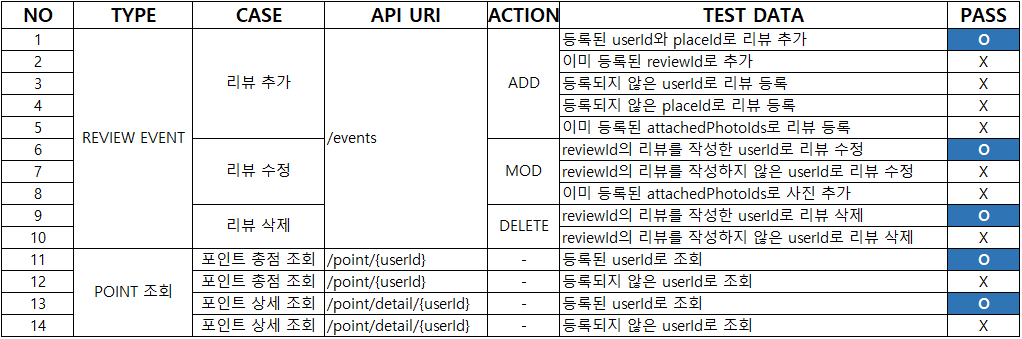 NO TYPE CASE API URI ACTION TEST DATA PASS
1 REVIEW EVENT 리뷰 추가 /events ADD 등록된 userId와 placeId로 리뷰 추가 O
2 이미 등록된 reviewId로 추가 X
3 등록되지 않은 userId로 리뷰 등록 X
4 등록되지 않은 placeId로 리뷰 등록 X
5 이미 등록된 attachedPhotoIds로 리뷰 등록 X
6 리뷰 수정 MOD reviewId의 리뷰를 작성한 userId로 리뷰 수정 O
7 reviewId의 리뷰를 작성하지 않은 userId로 리뷰 수정 X
8 이미 등록된 attachedPhotoIds로 사진 추가 X
9 리뷰 삭제 DELETE reviewId의 리뷰를 작성한 userId로 리뷰 삭제 O
10 reviewId의 리뷰를 작성하지 않은 userId로 리뷰 삭제 X
11 POINT 조회 포인트 총점 조회 /point/{userId} - 등록된 userId로 조회 O
12 포인트 총점 조회 /point/{userId} - 등록되지 않은 userId로 조회 X
13 포인트 상세 조회 /point/detail/{userId} - 등록된 userId로 조회 O
14 포인트 상세 조회 /point/detail/{userId} - 등록되지 않은 userId로 조회 X